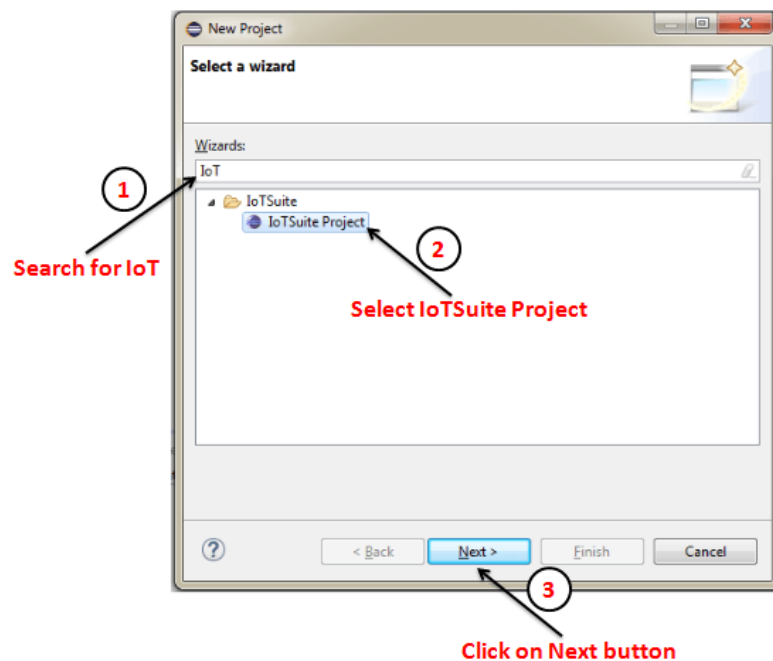 New Project
Select a wizard
Wizards:
IoT
1
IoTSuite
IoTSuite Project
2
Search for IoT
Select IoTSuite Project
?
< Back
Next >
Finish
Cancel
3
Click on Next button